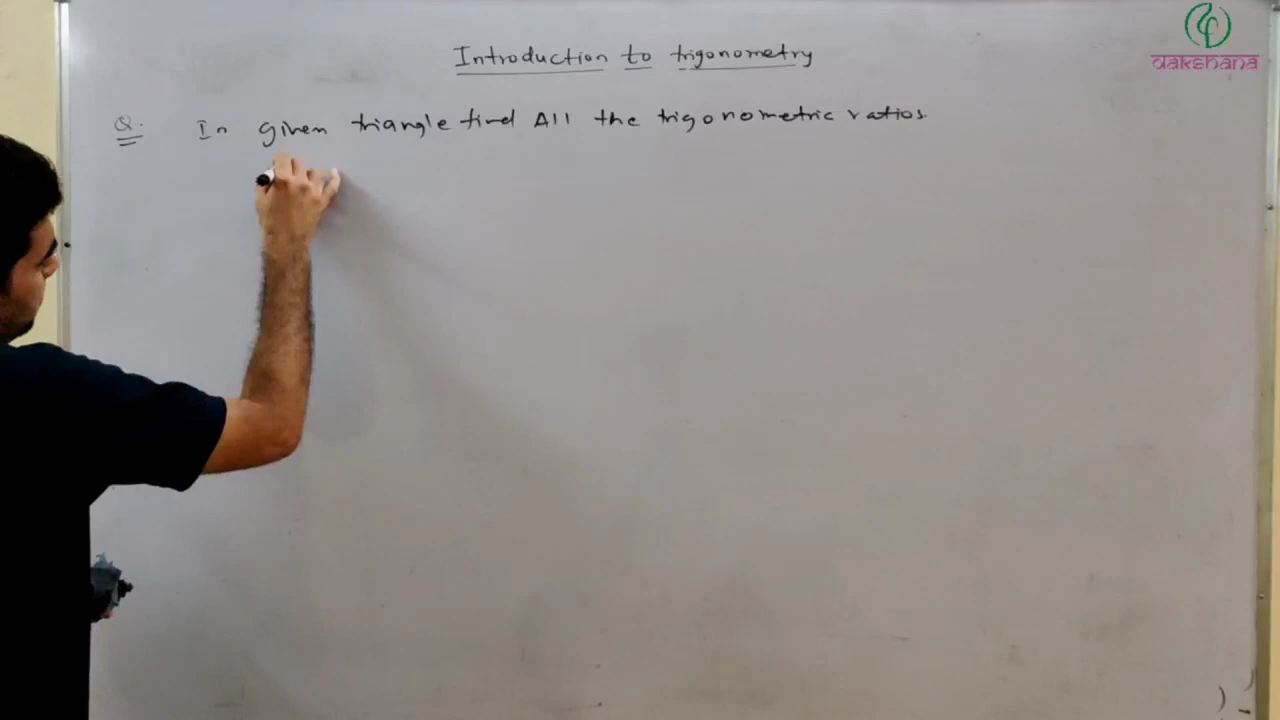 Introduction to trigonometry
dakshana
Q. In given triangle find All the trigonometric ratios.